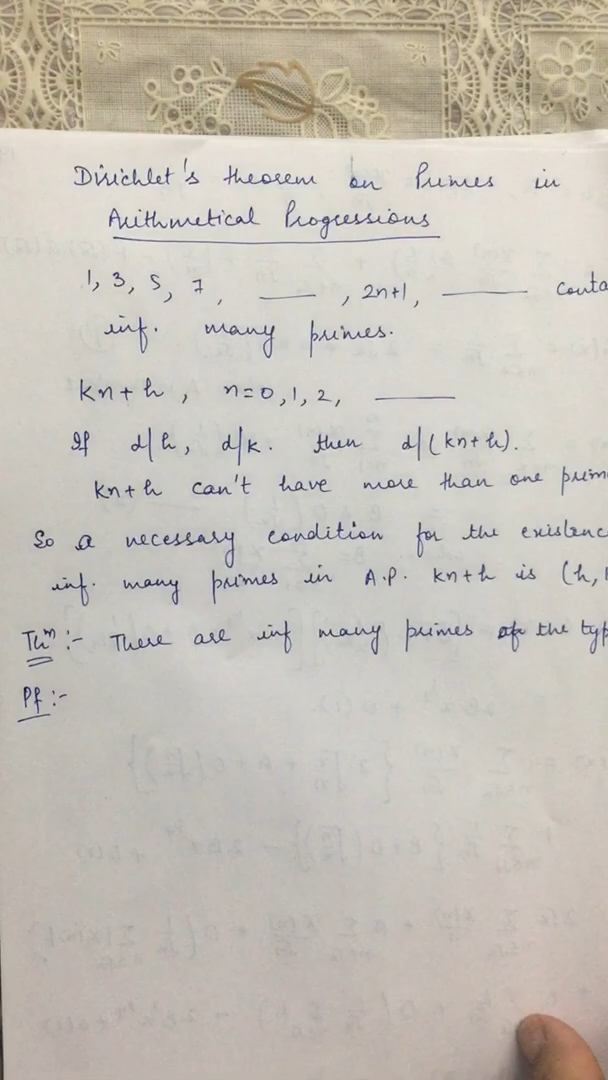 Dirichlet's theorem on Primes in
Arithmetical Progressions
1, 3, 5, 7, —— , 2n+1, —— conta
inf. many primes.
kn + h , n=0,1,2, ——
If d/h, d/k. then d/(kn+h).
kn+h can't have more than one prim
So a necessary condition for the existenc
inf. many primes in A.P. kn+h is (h,
Thm :- There are inf many primes of the typ
Pf :-